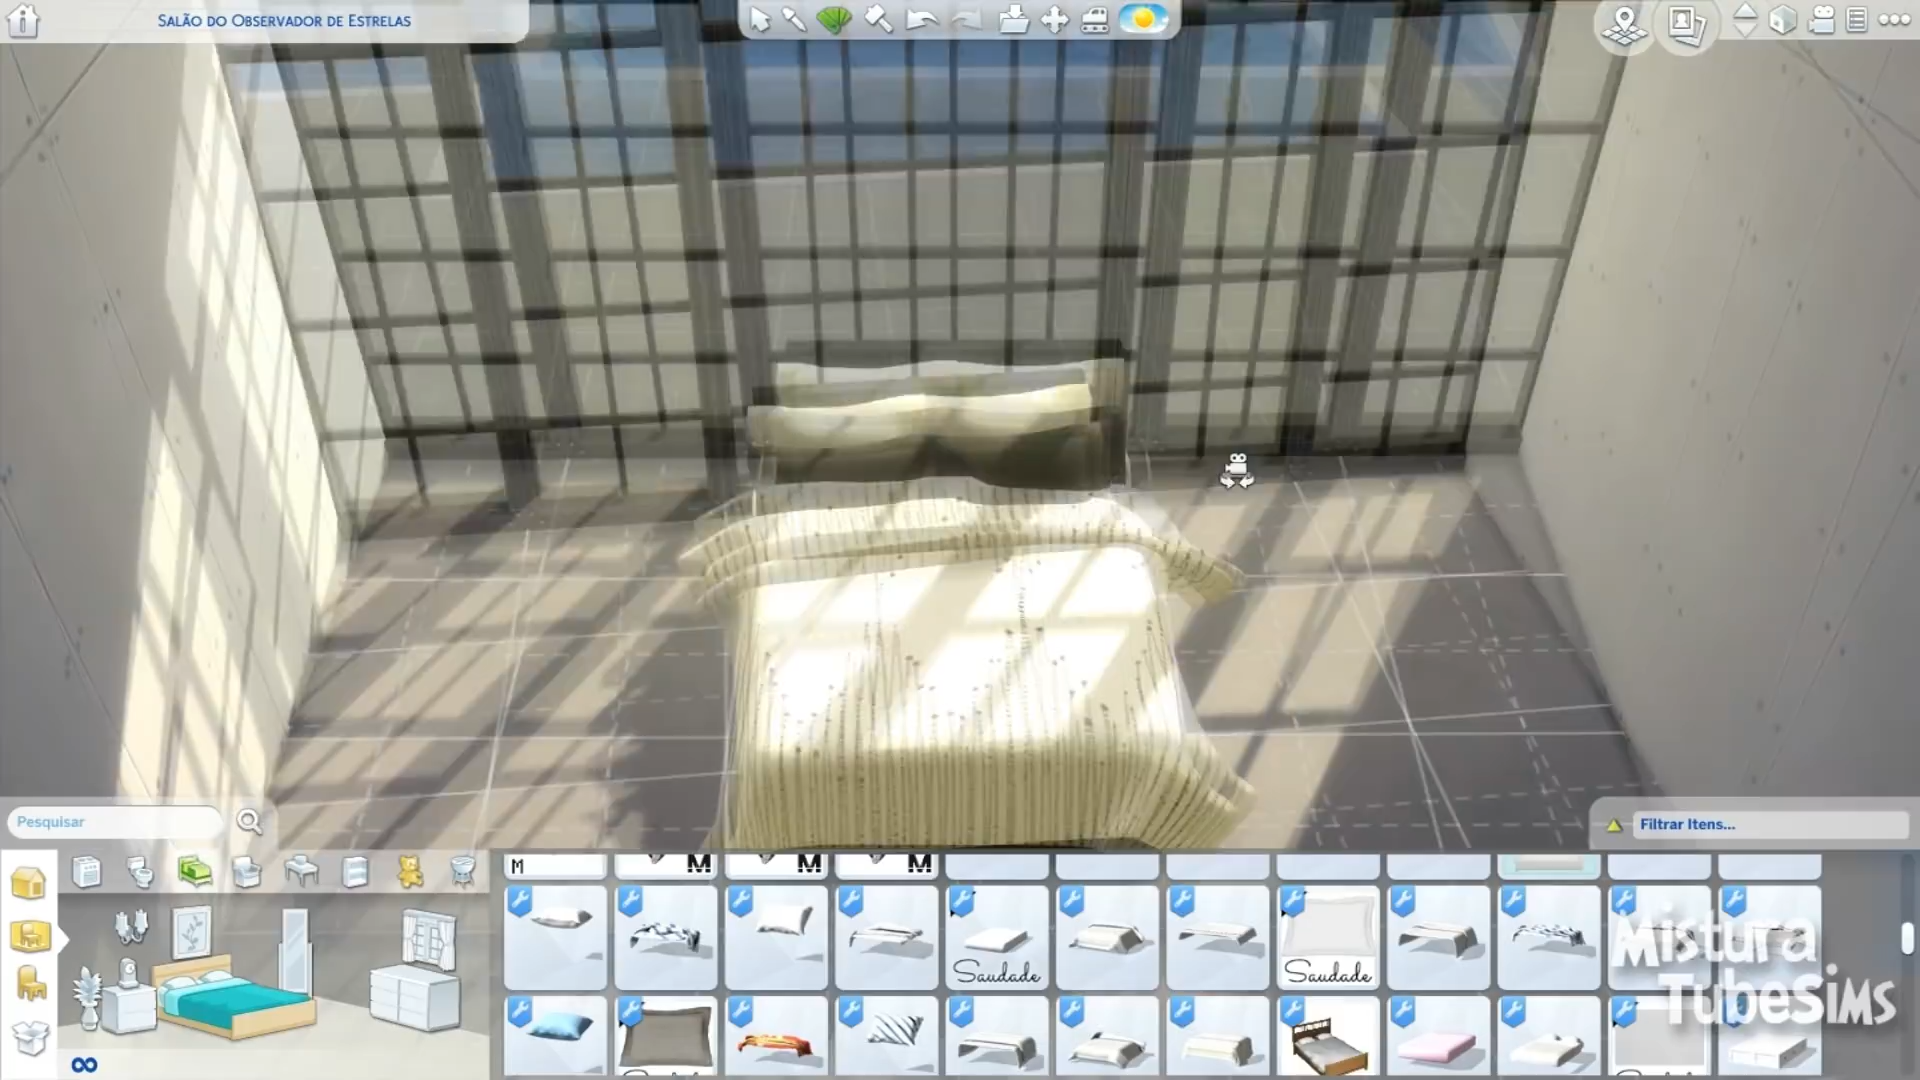 SALÃO DO OBSERVADOR DE ESTRELAS
Pesquisar
Filtrar Itens...
M
M
M
M
Saudade
Saudade
Mistura
TubeSims